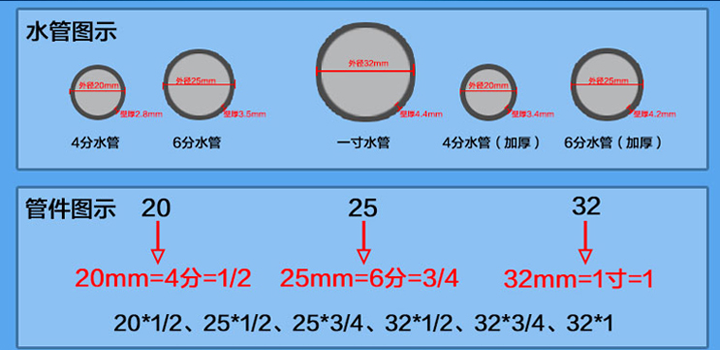 水管图示
外径20mm
外径25mm
外径32mm
外径20mm
外径25mm
壁厚2.8mm
壁厚3.5mm
壁厚4.4mm
壁厚3.4mm
壁厚4.2mm
4分水管
6分水管
一寸水管
4分水管（加厚）
6分水管（加厚）
管件图示 20 25 32
20mm=4分=1/2 25mm=6分=3/4 32mm=1寸=1
20*1/2、25*1/2、25*3/4、32*1/2、32*3/4、32*1